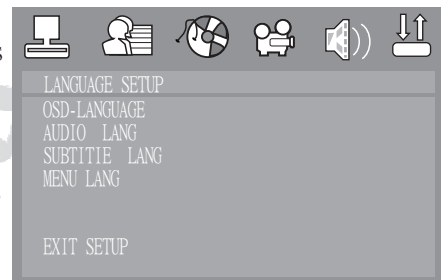 s
LANGUAGE SETUP
OSD-LANGUAGE
AUDIO LANG
SUBTITIE LANG
MENU LANG
EXIT SETUP